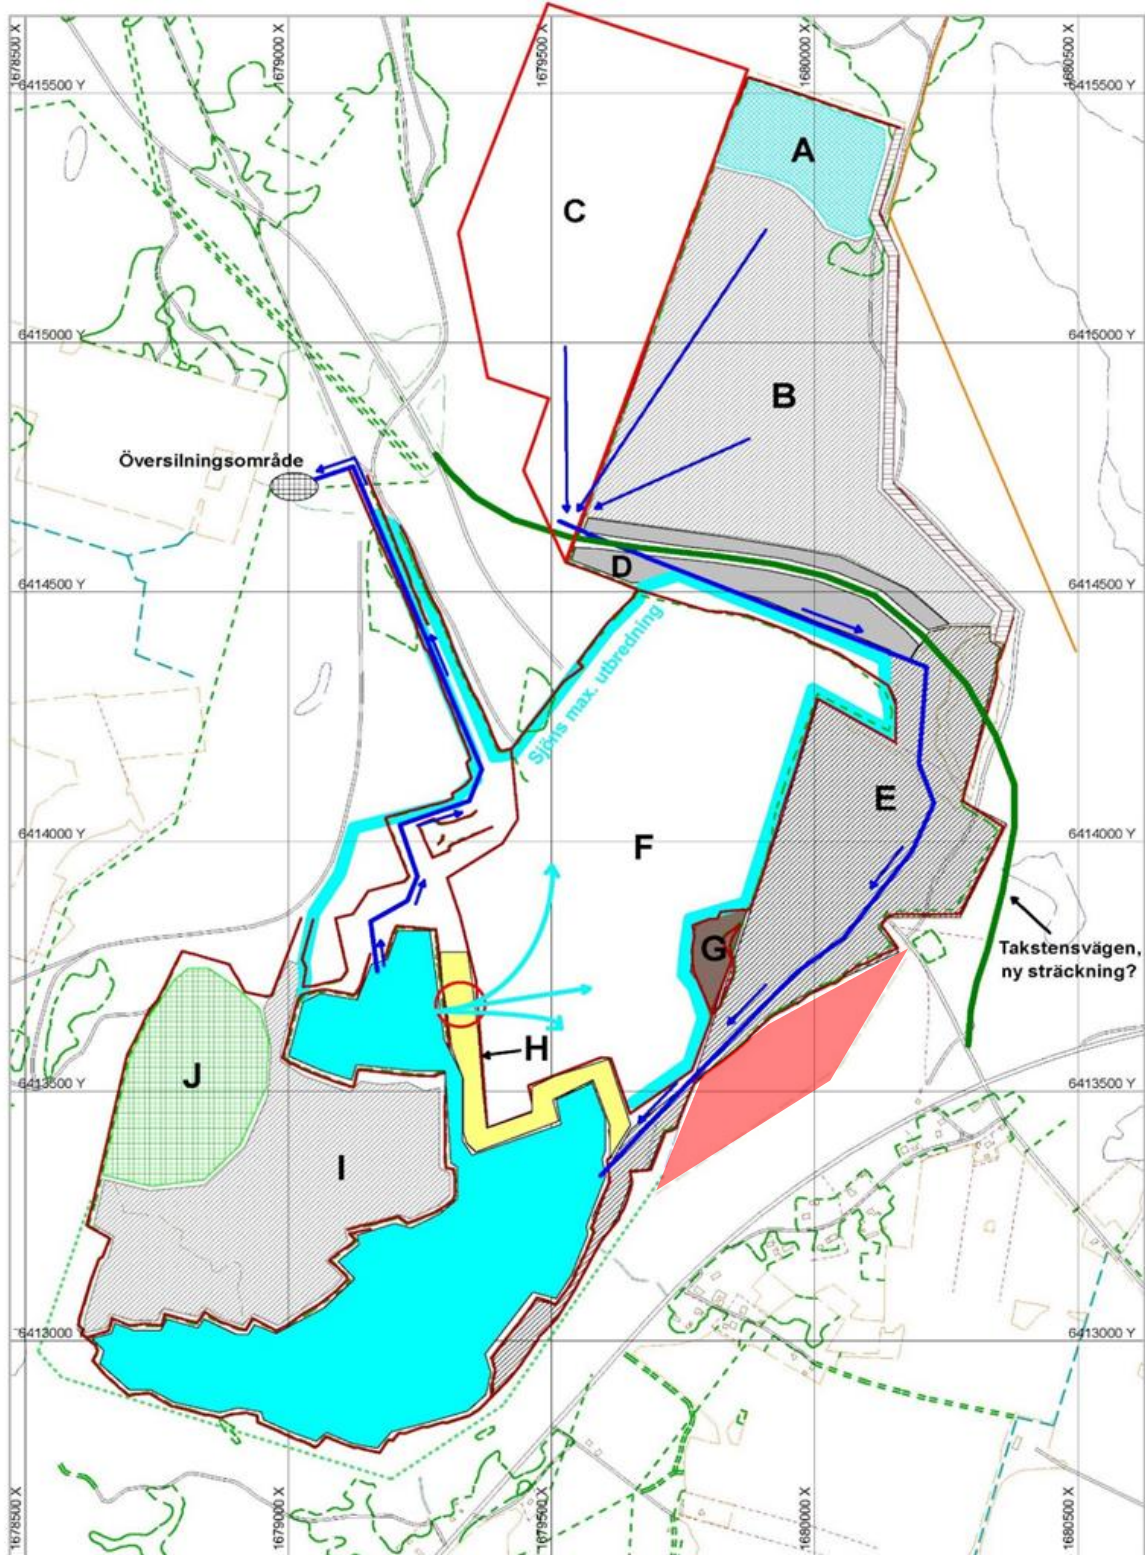 1678500 X
1679000 X
1679500 X
1680000 X
1680500 X
6415500 Y
6415500 Y
A
C
6415000 Y
6415000 Y
B
Översilningsområde
D
6414500 Y
6414500 Y
Sjöns max. utbredning
E
6414000 Y
6414000 Y
F
G
Takstensvägen,
ny sträckning?
H
J
6413500 Y
6413500 Y
I
6413000 Y
6413000 Y
1678500 X
1679000 X
1679500 X
1680000 X
1680500 X